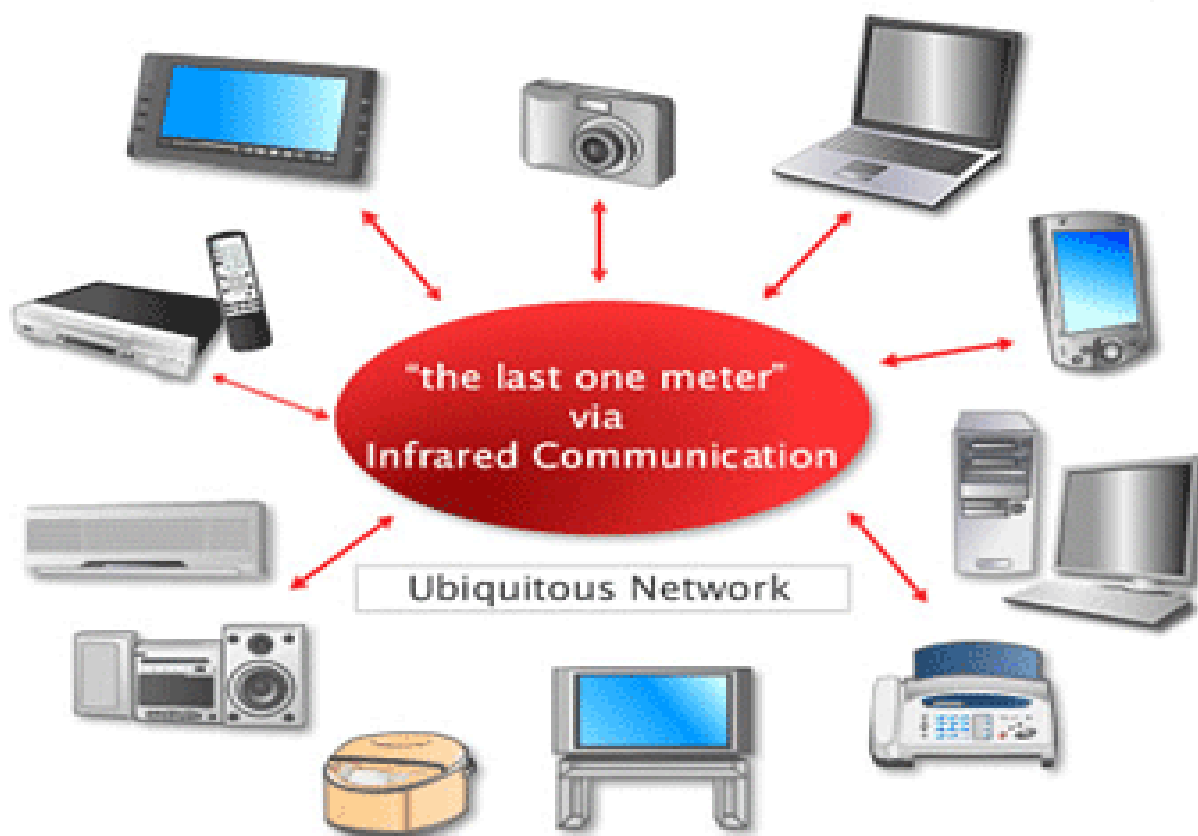 "the last one meter"
via
Infrared Communication
Ubiquitous Network